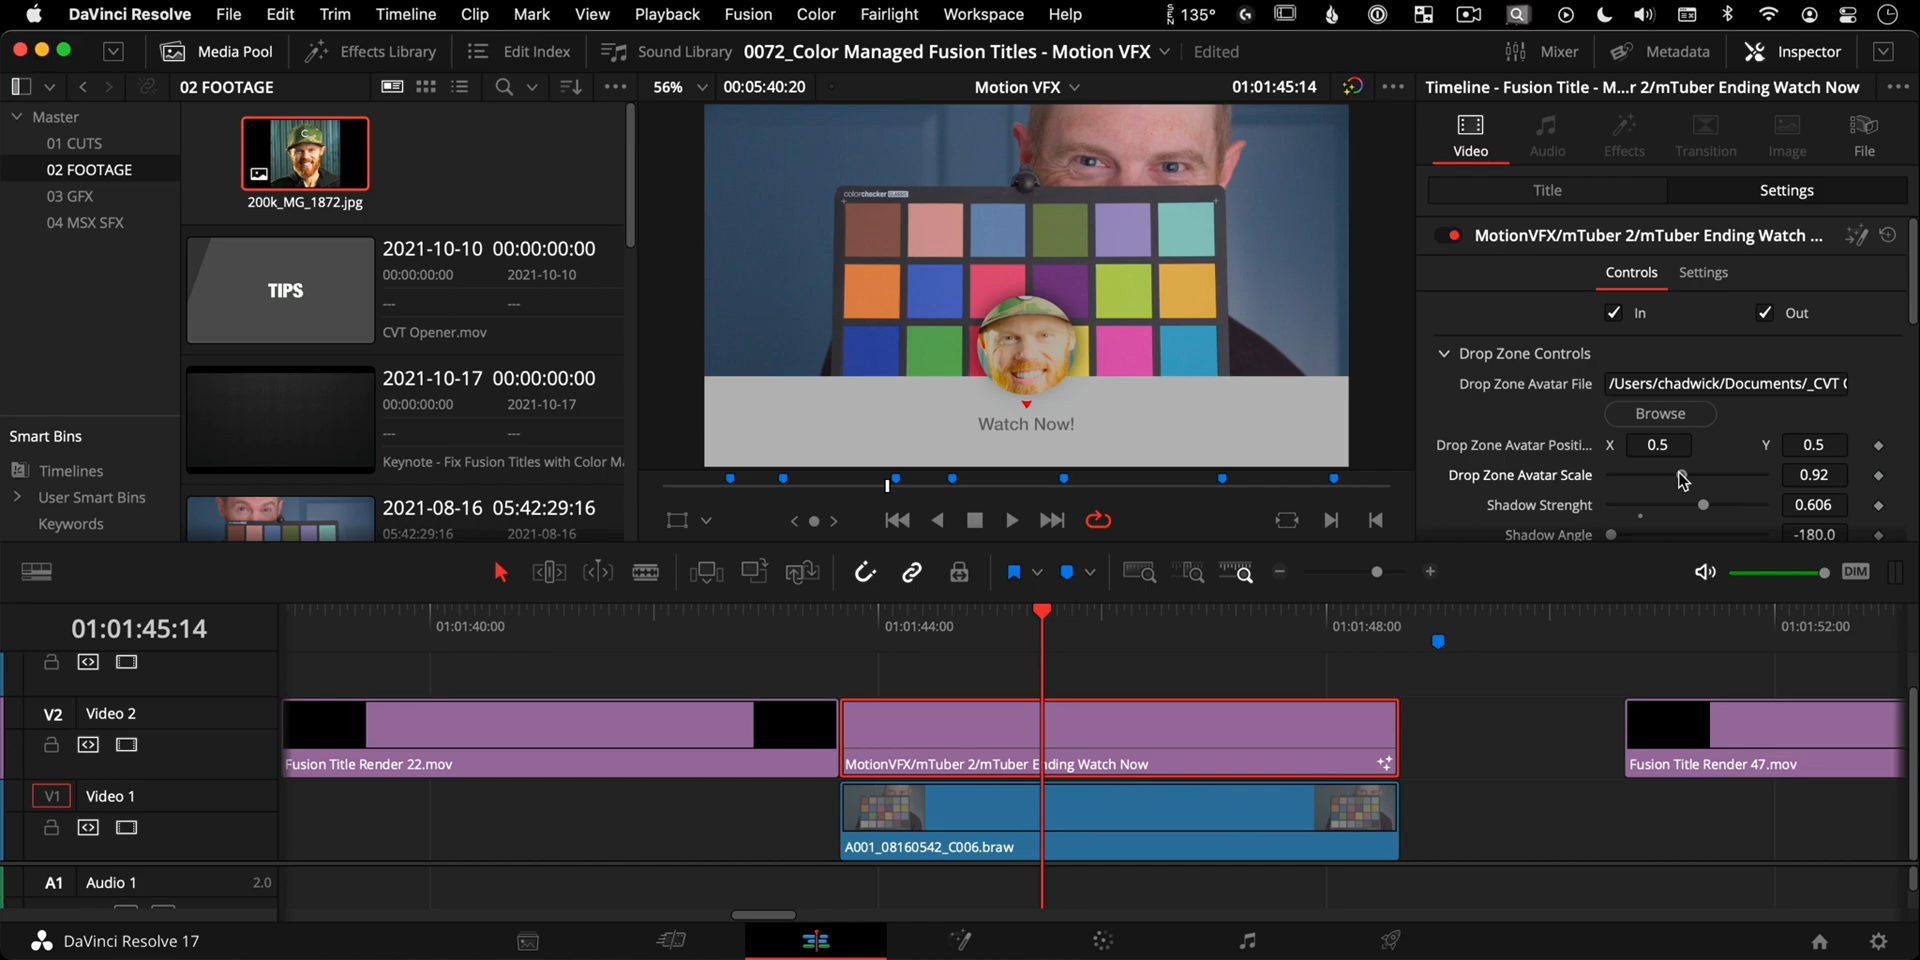 DaVinci Resolve File Edit Trim Timeline Clip Mark View Playback Fusion Color Fairlight Workspace Help SEN 135°
Media Pool Effects Library Edit Index Sound Library 0072_Color Managed Fusion Titles - Motion VFX Edited Mixer Metadata Inspector
02 FOOTAGE 56% 00:05:40:20 Motion VFX 01:01:45:14 Timeline - Fusion Title - M...r 2/mTuber Ending Watch Now
Master
01 CUTS
02 FOOTAGE
03 GFX
04 MSX SFX
Smart Bins
Timelines
User Smart Bins
Keywords
200k_MG_1872.jpg
TIPS
2021-10-10 00:00:00:00
00:00:00:00 2021-10-10
--- ---
CVT Opener.mov
2021-10-17 00:00:00:00
00:00:00:00 2021-10-17
--- ---
Keynote - Fix Fusion Titles with Color M
2021-08-16 05:42:29:16
05:42:29:16 2021-08-16
colorchecker CLASSIC
Watch Now!
Video Audio Effects Transition Image File
Title Settings
MotionVFX/mTuber 2/mTuber Ending Watch ...
Controls Settings
In Out
Drop Zone Controls
Drop Zone Avatar File /Users/chadwick/Documents/_CVT
Browse
Drop Zone Avatar Positi... X 0.5 Y 0.5
Drop Zone Avatar Scale 0.92
Shadow Strenght 0.606
Shadow Angle -180.0
DIM
01:01:45:14 01:01:40:00 01:01:44:00 01:01:48:00 01:01:52:00
V2 Video 2
Fusion Title Render 22.mov MotionVFX/mTuber 2/mTuber Ending Watch Now Fusion Title Render 47.mov
V1 Video 1
A001_08160542_C006.braw
A1 Audio 1 2.0
DaVinci Resolve 17